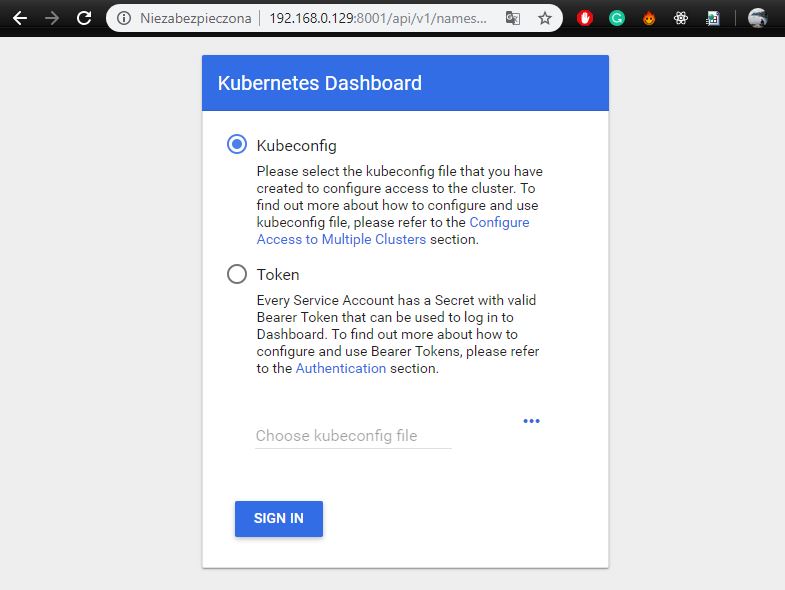 Niezabezpieczona 192.168.0.129:8001/api/v1/names...
Kubernetes Dashboard
Kubeconfig
Please select the kubeconfig file that you have
created to configure access to the cluster. To
find out more about how to configure and use
kubeconfig file, please refer to the Configure
Access to Multiple Clusters section.
Token
Every Service Account has a Secret with valid
Bearer Token that can be used to log in to
Dashboard. To find out more about how to
configure and use Bearer Tokens, please refer
to the Authentication section.
Choose kubeconfig file
SIGN IN